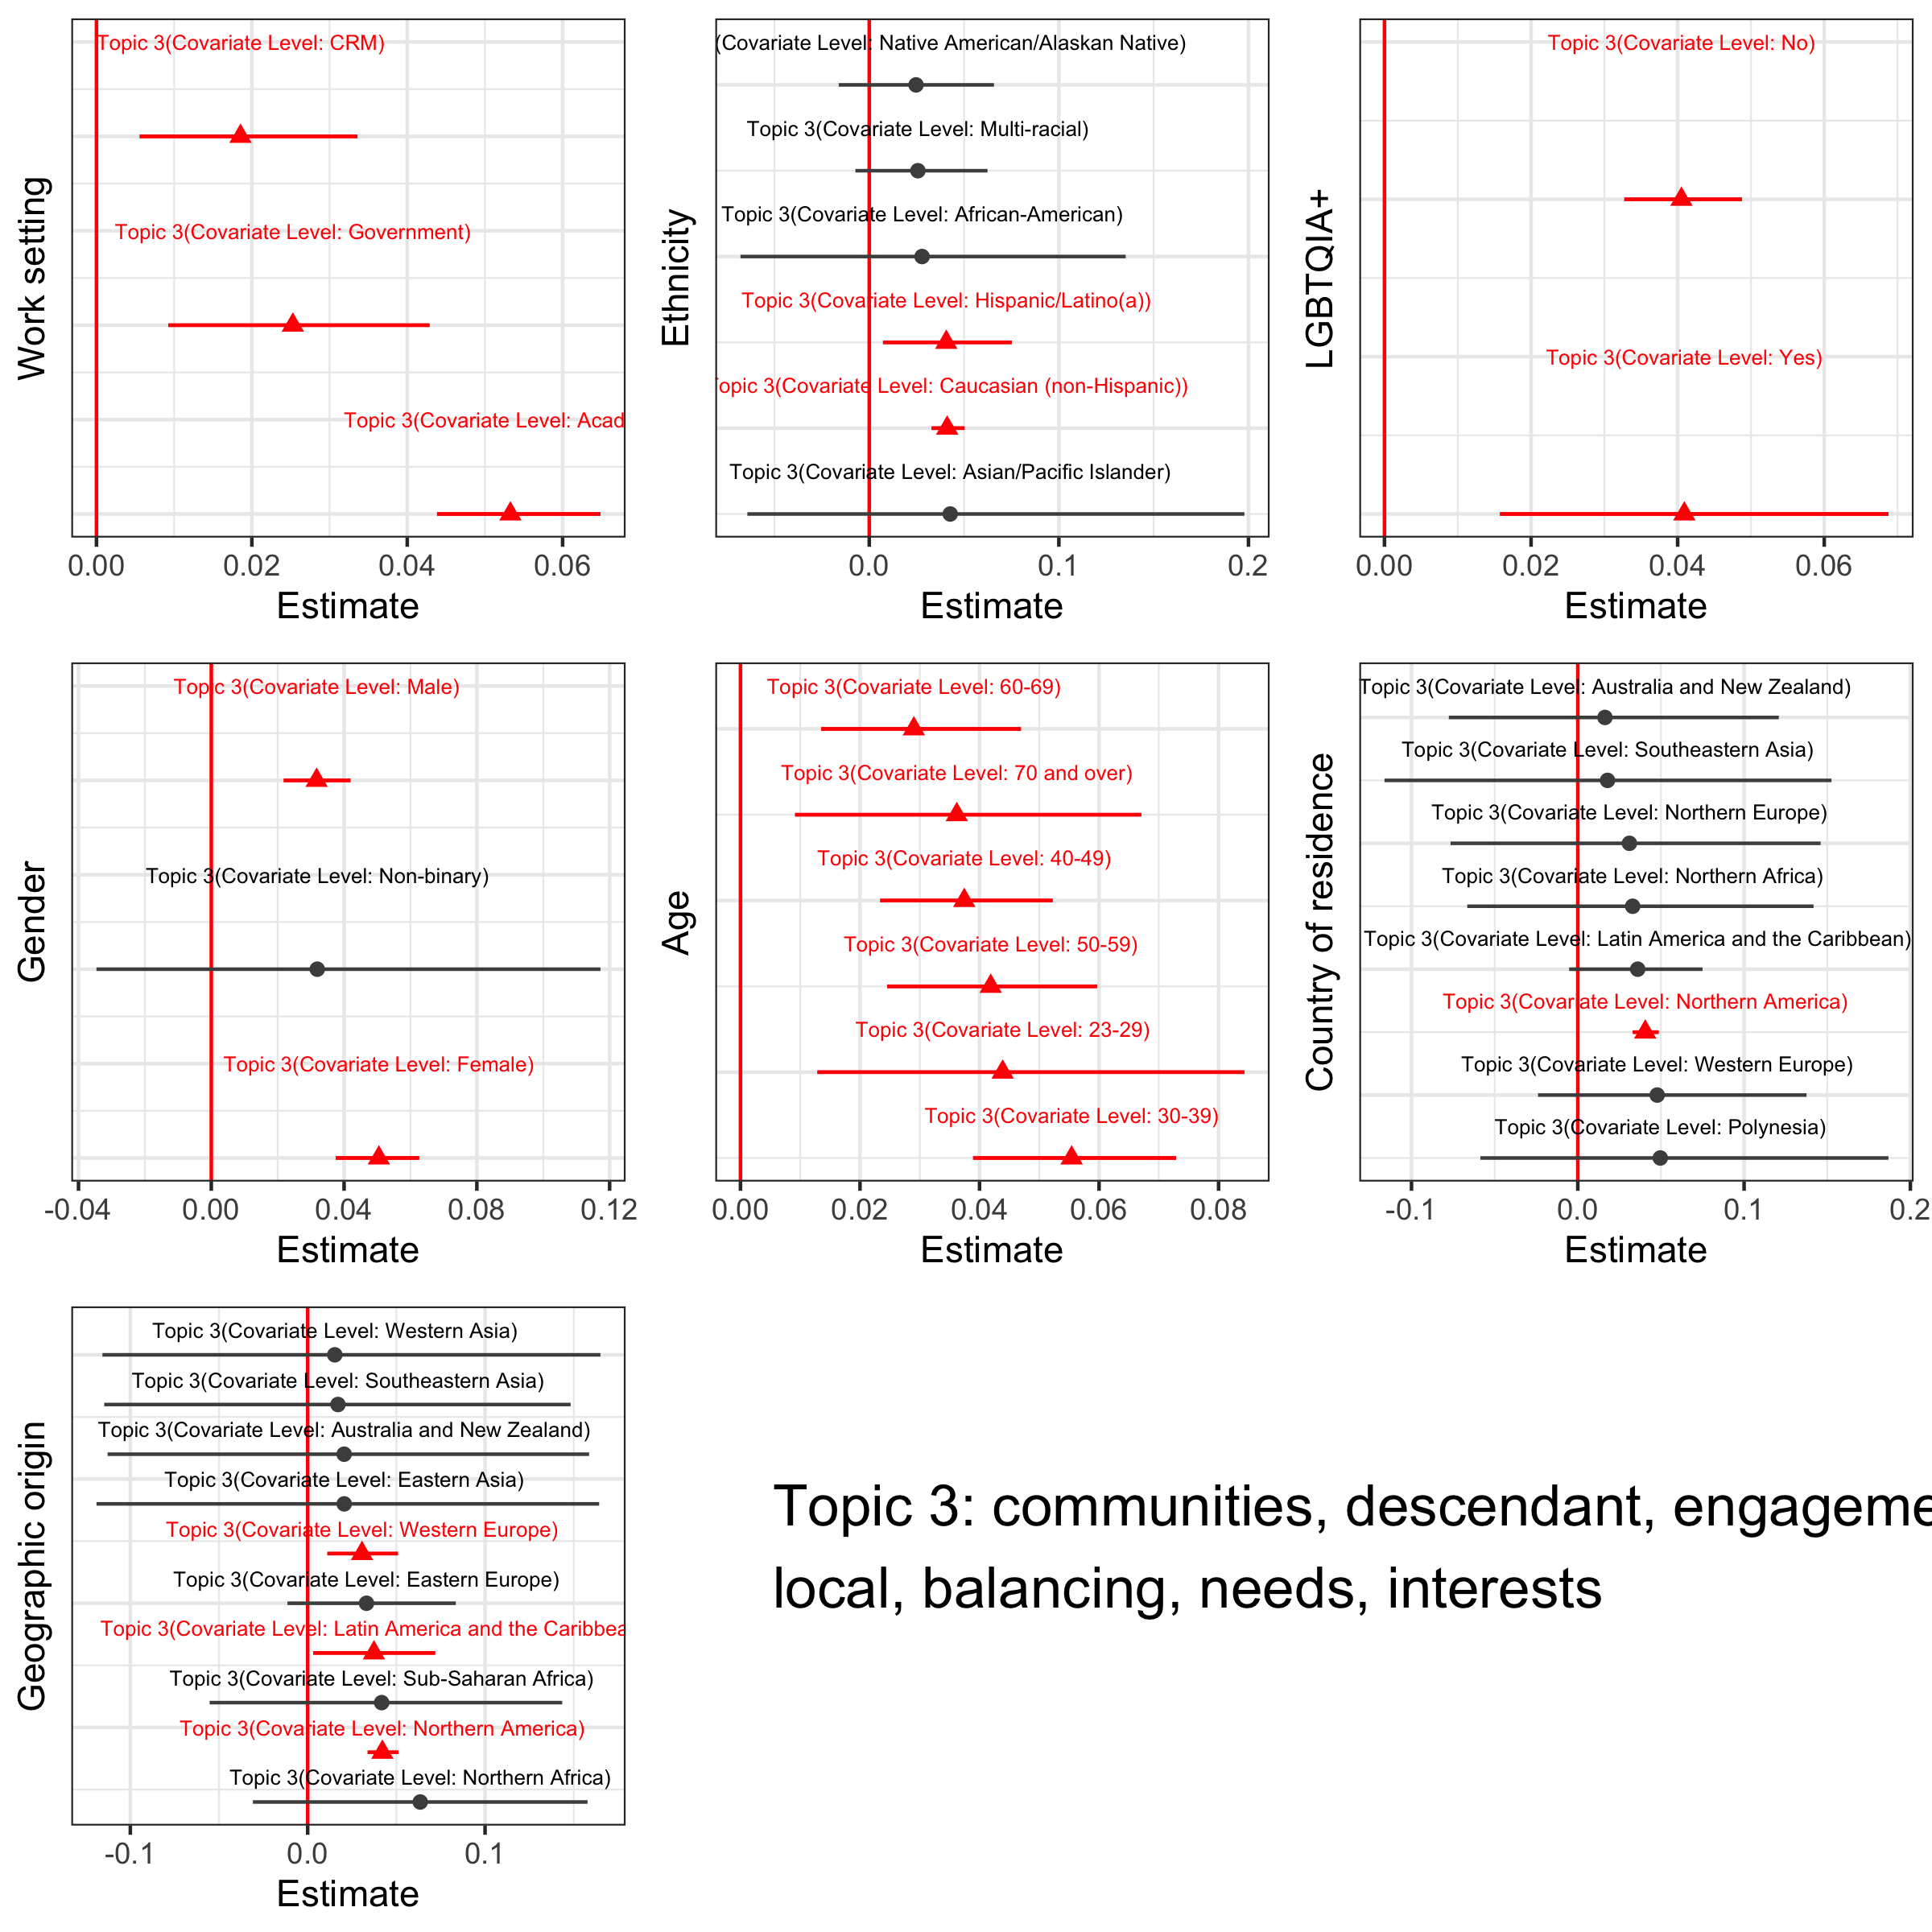 Topic 3(Covariate Level: CRM)
Topic 3(Covariate Level: Government)
Topic 3(Covariate Level: Acad
Work setting
0.00 0.02 0.04 0.06
Estimate
(Covariate Level: Native American/Alaskan Native)
Topic 3(Covariate Level: Multi-racial)
Topic 3(Covariate Level: African-American)
Topic 3(Covariate Level: Hispanic/Latino(a))
opic 3(Covariate Level: Caucasian (non-Hispanic))
Topic 3(Covariate Level: Asian/Pacific Islander)
Ethnicity
0.0 0.1 0.2
Estimate
Topic 3(Covariate Level: No)
Topic 3(Covariate Level: Yes)
LGBTQIA+
0.00 0.02 0.04 0.06
Estimate
Topic 3(Covariate Level: Male)
Topic 3(Covariate Level: Non-binary)
Topic 3(Covariate Level: Female)
Gender
-0.04 0.00 0.04 0.08 0.12
Estimate
Topic 3(Covariate Level: 60-69)
Topic 3(Covariate Level: 70 and over)
Topic 3(Covariate Level: 40-49)
Topic 3(Covariate Level: 50-59)
Topic 3(Covariate Level: 23-29)
Topic 3(Covariate Level: 30-39)
Age
0.00 0.02 0.04 0.06 0.08
Estimate
Topic 3(Covariate Level: Australia and New Zealand)
Topic 3(Covariate Level: Southeastern Asia)
Topic 3(Covariate Level: Northern Europe)
Topic 3(Covariate Level: Northern Africa)
Topic 3(Covariate Level: Latin America and the Caribbean)
Topic 3(Covariate Level: Northern America)
Topic 3(Covariate Level: Western Europe)
Topic 3(Covariate Level: Polynesia)
Country of residence
-0.1 0.0 0.1 0.2
Estimate
Topic 3(Covariate Level: Western Asia)
Topic 3(Covariate Level: Southeastern Asia)
Topic 3(Covariate Level: Australia and New Zealand)
Topic 3(Covariate Level: Eastern Asia)
Topic 3(Covariate Level: Western Europe)
Topic 3(Covariate Level: Eastern Europe)
Topic 3(Covariate Level: Latin America and the Caribbea
Topic 3(Covariate Level: Sub-Saharan Africa)
Topic 3(Covariate Level: Northern America)
Topic 3(Covariate Level: Northern Africa)
Geographic origin
-0.1 0.0 0.1
Estimate
Topic 3: communities, descendant, engageme
local, balancing, needs, interests